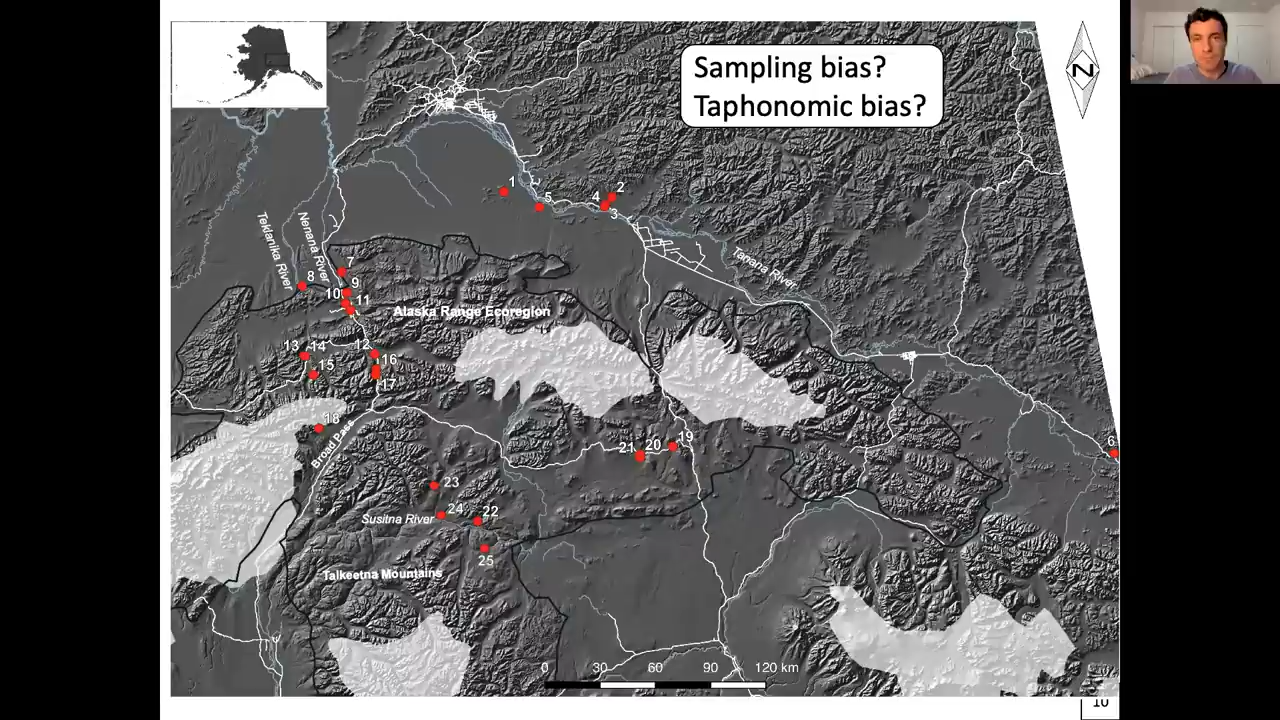 Sampling bias?
Taphonomic bias?
N
1
2
4
5
3
Teklanika River
Nenana River
Tanana River
7
8
9
10
11
Alaska Range Ecoregion
13
14
12
16
15
17
18
Broad Pass
19
20
21
6
23
24
22
Susitna River
25
Talkeetna Mountains
0 30 60 90 120 km
10